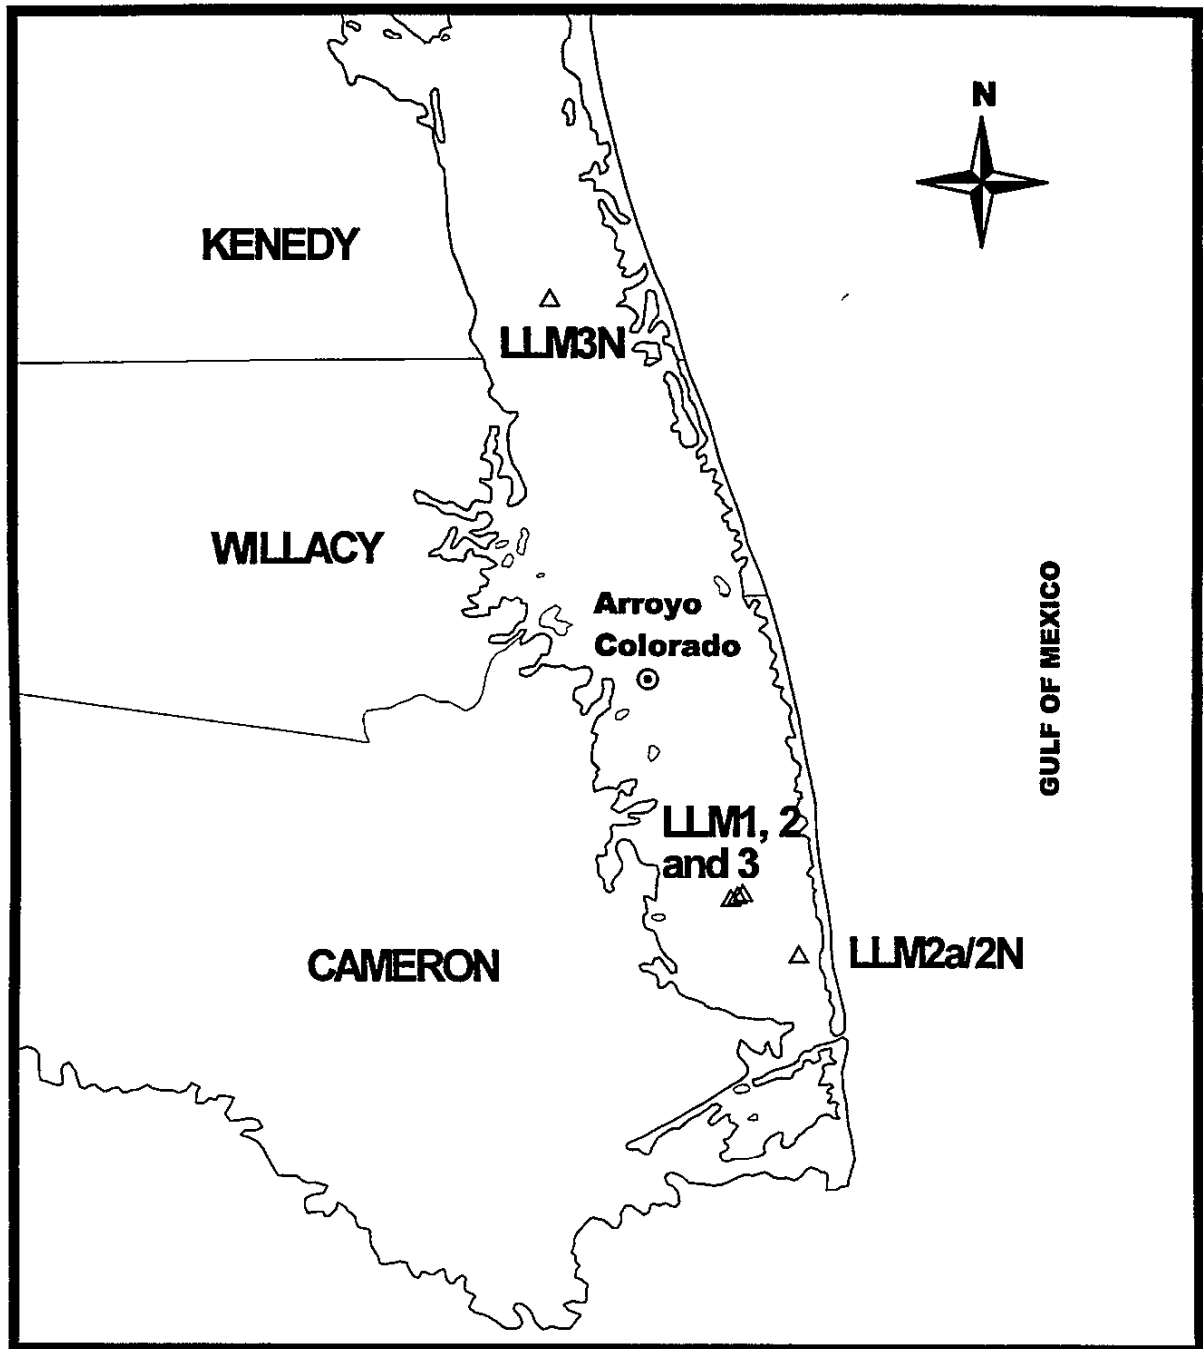 N
KENEDY
LLM3N
WILLACY
Arroyo
Colorado
GULF OF MEXICO
LLM1, 2
and 3
CAMERON
LLM2a/2N